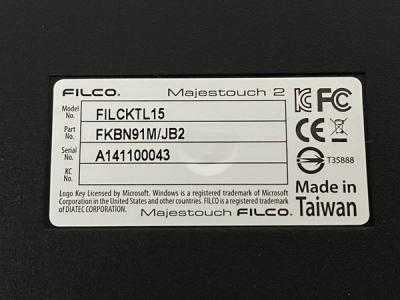 FILCO. Majestouch 2
Model No. FILCKTL15
Part No. FKBN91M/JB2
Serial No. A141100043
KC No.
FC
CE
T35888
Logo Key Licensed by Microsoft. Windows is a registered trademark of Microsoft
Corporation in the United States and other countries. FILCO is a registered trademark
of DIATEC CORPORATION.
Made in
Taiwan
Majestouch FILCO.